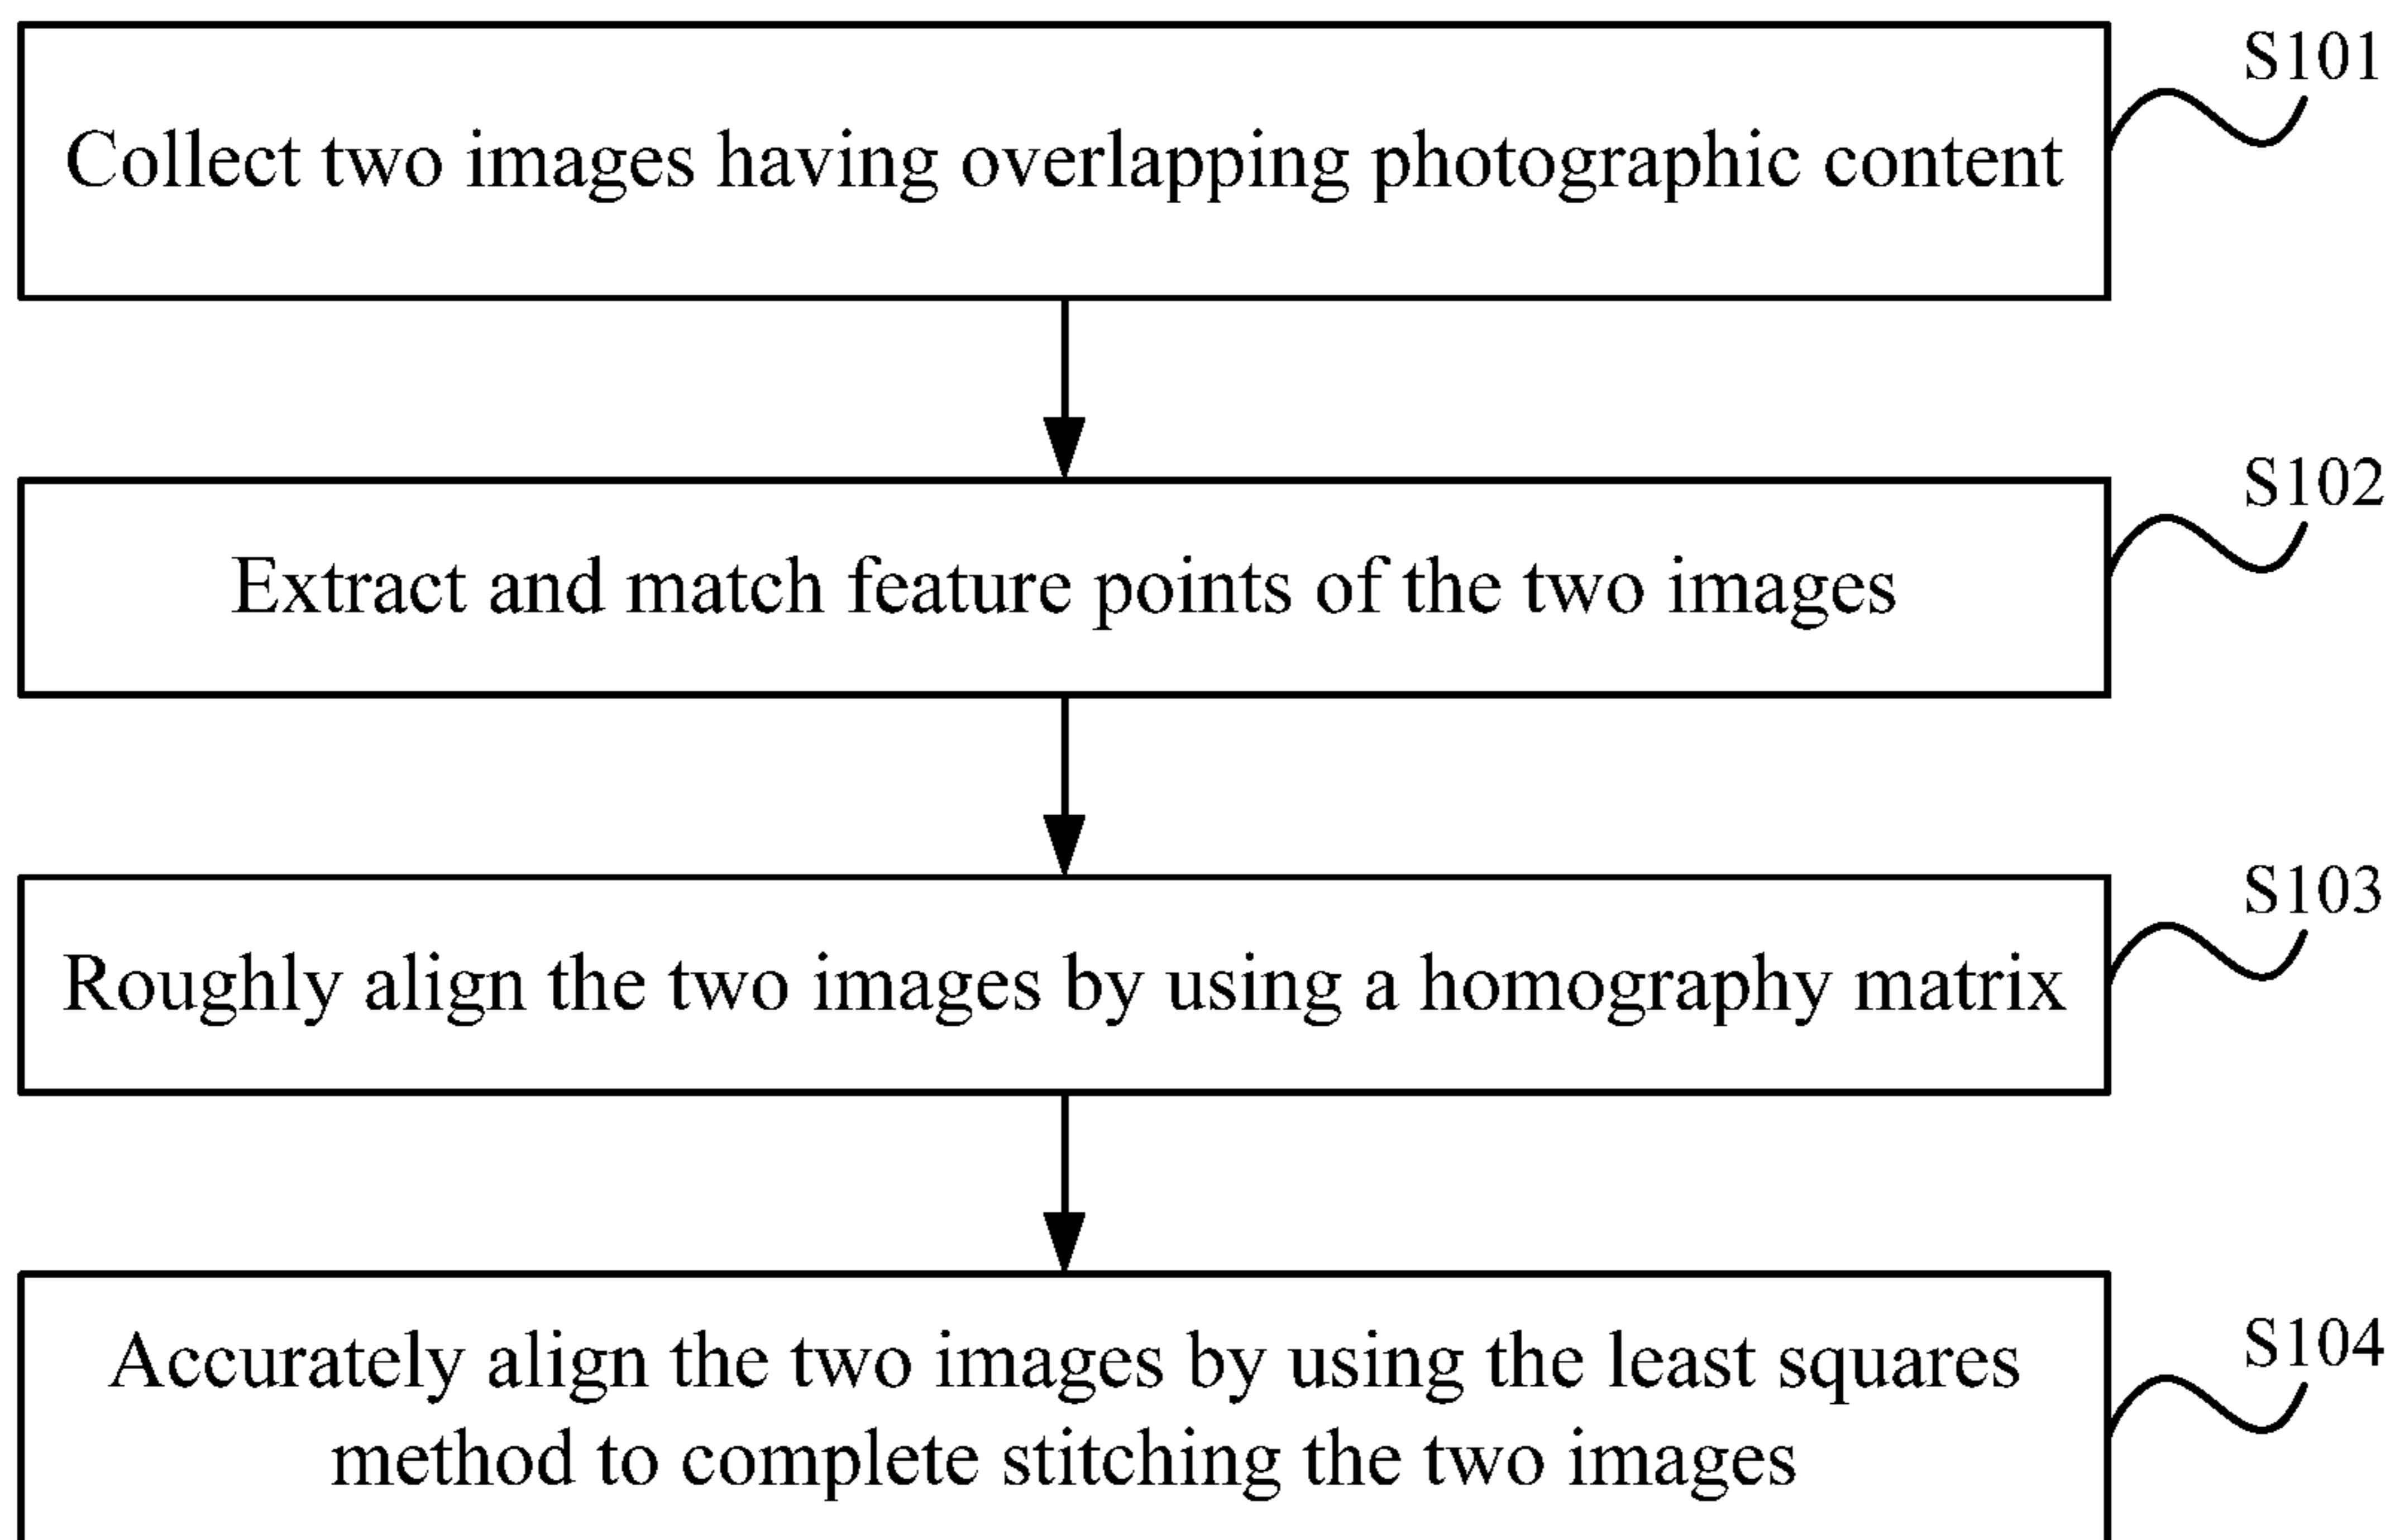 S101
Collect two images having overlapping photographic content
S102
Extract and match feature points of the two images
S103
Roughly align the two images by using a homography matrix
S104
Accurately align the two images by using the least squares
method to complete stitching the two images